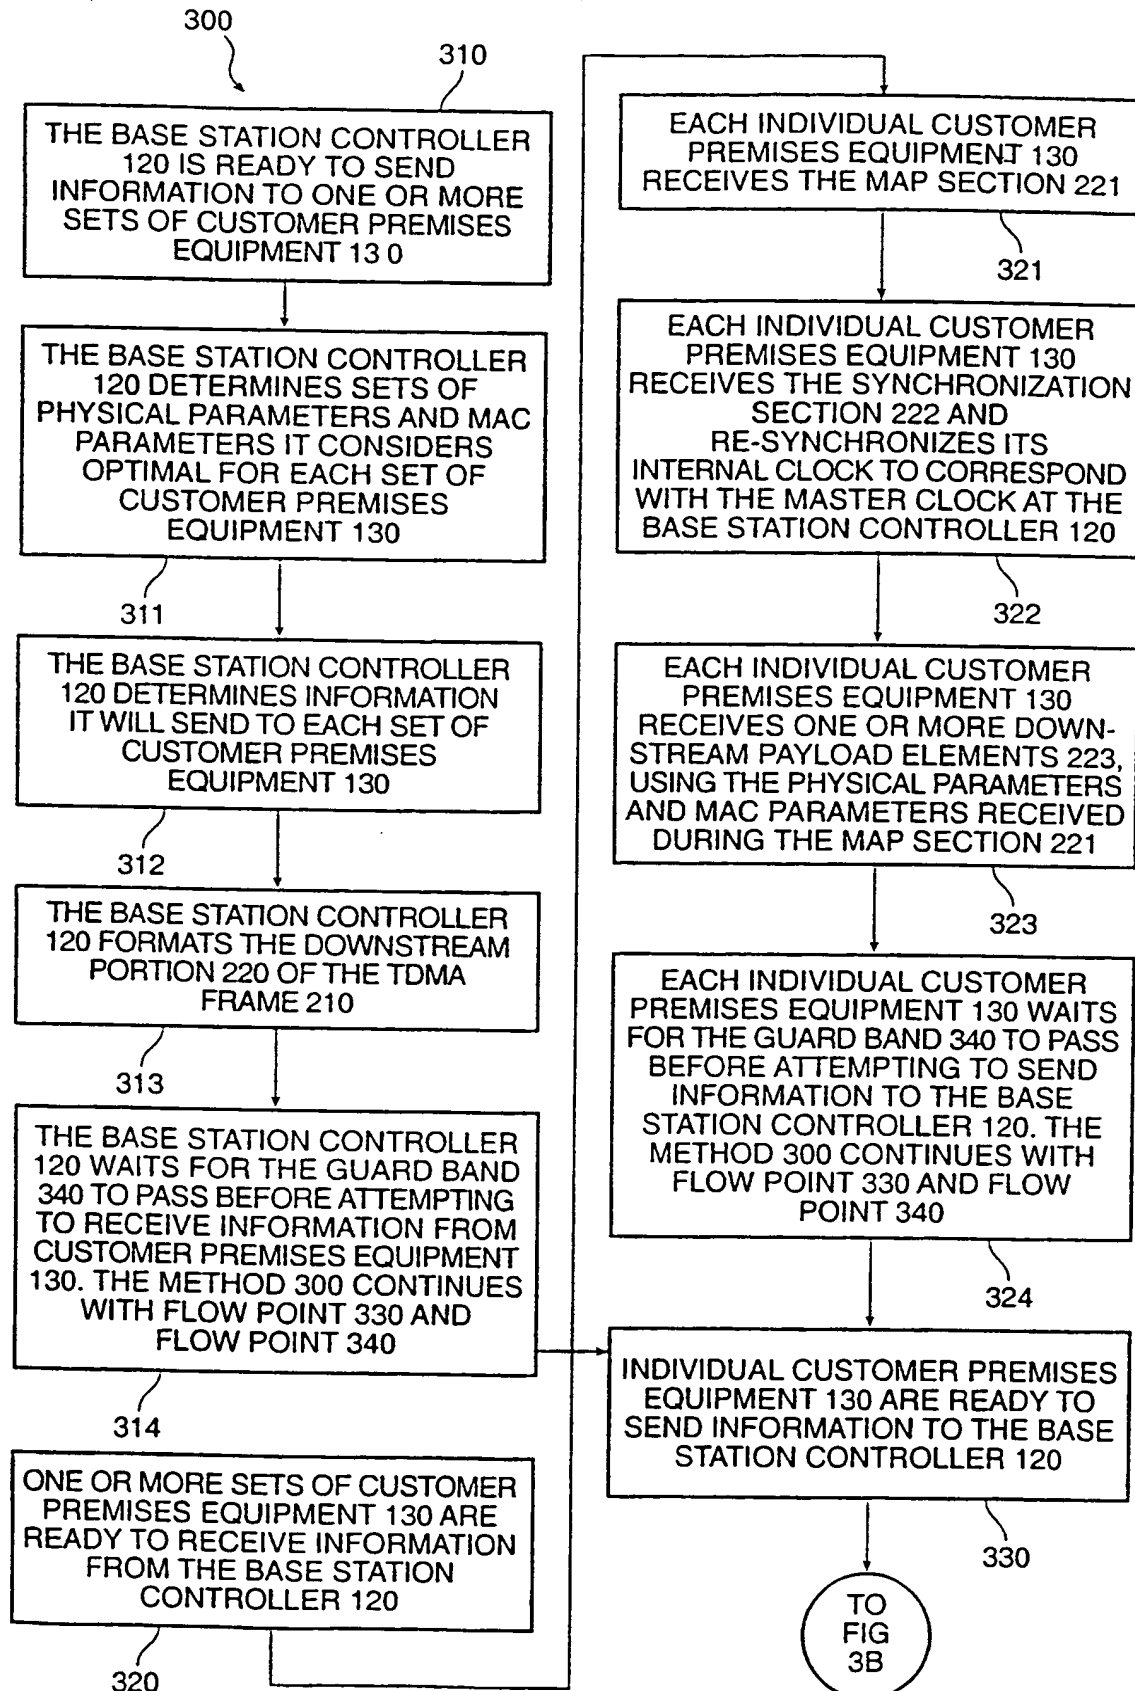 300
310
THE BASE STATION CONTROLLER
120 IS READY TO SEND
INFORMATION TO ONE OR MORE
SETS OF CUSTOMER PREMISES
EQUIPMENT 13 0
THE BASE STATION CONTROLLER
120 DETERMINES SETS OF
PHYSICAL PARAMETERS AND MAC
PARAMETERS IT CONSIDERS
OPTIMAL FOR EACH SET OF
CUSTOMER PREMISES
EQUIPMENT 130
311
THE BASE STATION CONTROLLER
120 DETERMINES INFORMATION
IT WILL SEND TO EACH SET OF
CUSTOMER PREMISES
EQUIPMENT 130
312
THE BASE STATION CONTROLLER
120 FORMATS THE DOWNSTREAM
PORTION 220 OF THE TDMA
FRAME 210
313
THE BASE STATION CONTROLLER
120 WAITS FOR THE GUARD BAND
340 TO PASS BEFORE ATTEMPTING
TO RECEIVE INFORMATION FROM
CUSTOMER PREMISES EQUIPMENT
130. THE METHOD 300 CONTINUES
WITH FLOW POINT 330 AND
FLOW POINT 340
314
ONE OR MORE SETS OF CUSTOMER
PREMISES EQUIPMENT 130 ARE
READY TO RECEIVE INFORMATION
FROM THE BASE STATION
CONTROLLER 120
320
EACH INDIVIDUAL CUSTOMER
PREMISES EQUIPMENT 130
RECEIVES THE MAP SECTION 221
321
EACH INDIVIDUAL CUSTOMER
PREMISES EQUIPMENT 130
RECEIVES THE SYNCHRONIZATION
SECTION 222 AND
RE-SYNCHRONIZES ITS
INTERNAL CLOCK TO CORRESPOND
WITH THE MASTER CLOCK AT THE
BASE STATION CONTROLLER 120
322
EACH INDIVIDUAL CUSTOMER
PREMISES EQUIPMENT 130
RECEIVES ONE OR MORE DOWN-
STREAM PAYLOAD ELEMENTS 223,
USING THE PHYSICAL PARAMETERS
AND MAC PARAMETERS RECEIVED
DURING THE MAP SECTION 221
323
EACH INDIVIDUAL CUSTOMER
PREMISES EQUIPMENT 130 WAITS
FOR THE GUARD BAND 340 TO PASS
BEFORE ATTEMPTING TO SEND
INFORMATION TO THE BASE
STATION CONTROLLER 120. THE
METHOD 300 CONTINUES WITH
FLOW POINT 330 AND FLOW
POINT 340
324
INDIVIDUAL CUSTOMER PREMISES
EQUIPMENT 130 ARE READY TO
SEND INFORMATION TO THE BASE
STATION CONTROLLER 120
330
TO
FIG
3B